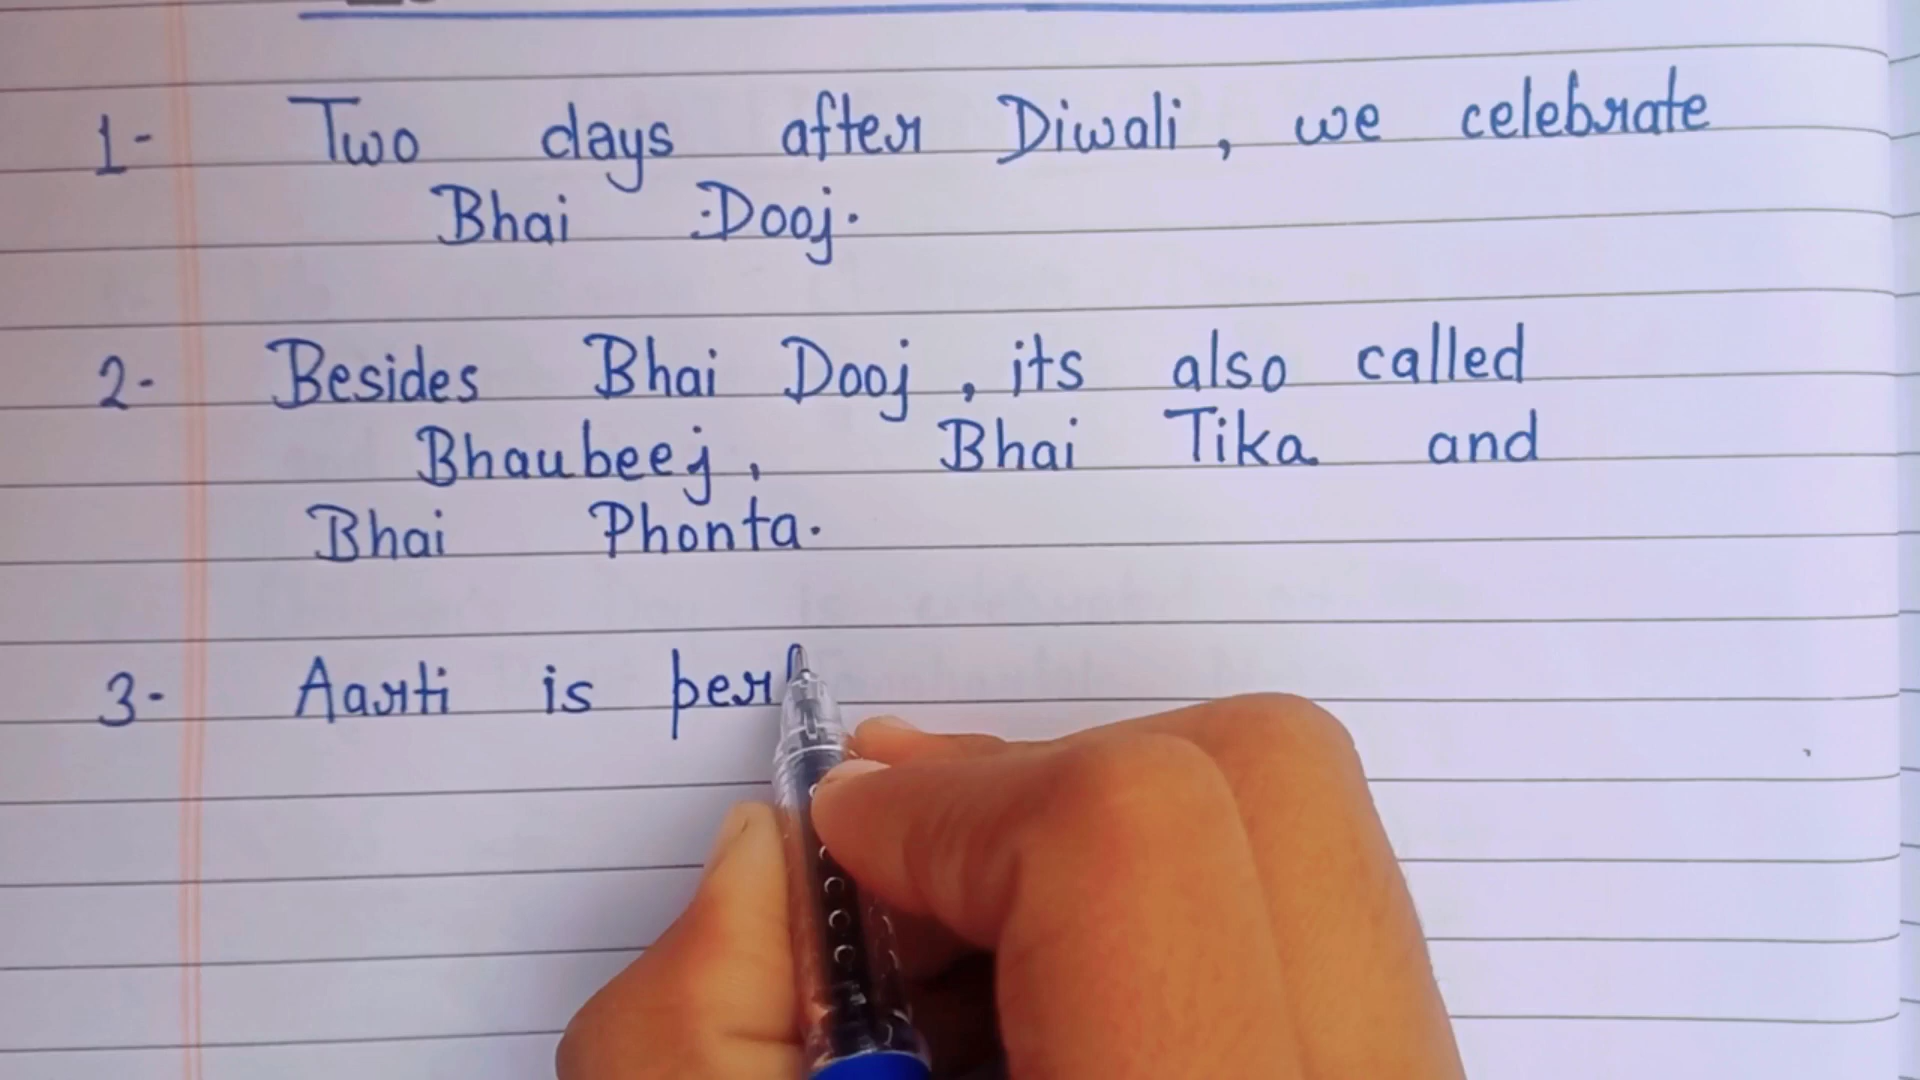 1- Two days after Diwali, we celebrate
Bhai Dooj.
2- Besides Bhai Dooj, its also called
Bhaubeej, Bhai Tika and
Bhai Phonta.
3- Aarti is perf